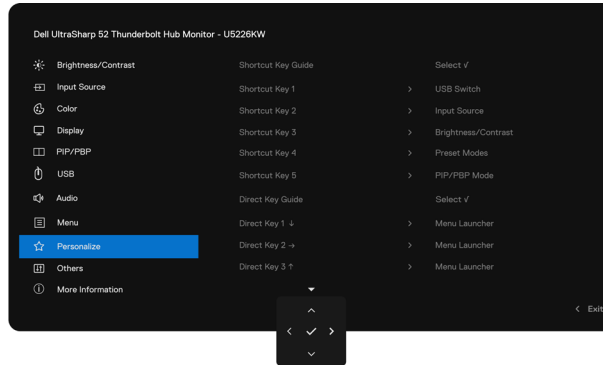 Dell UltraSharp 52 Thunderbolt Hub Monitor - U5226KW
Brightness/Contrast Shortcut Key Guide Select √
Input Source Shortcut Key 1 > USB Switch
Color Shortcut Key 2 > Input Source
Display Shortcut Key 3 > Brightness/Contrast
PIP/PBP Shortcut Key 4 > Preset Modes
USB Shortcut Key 5 > PIP/PBP Mode
Audio Direct Key Guide Select √
Menu Direct Key 1 ↓ > Menu Launcher
Personalize Direct Key 2 → > Menu Launcher
Others Direct Key 3 ↑ > Menu Launcher
More Information
< Exit